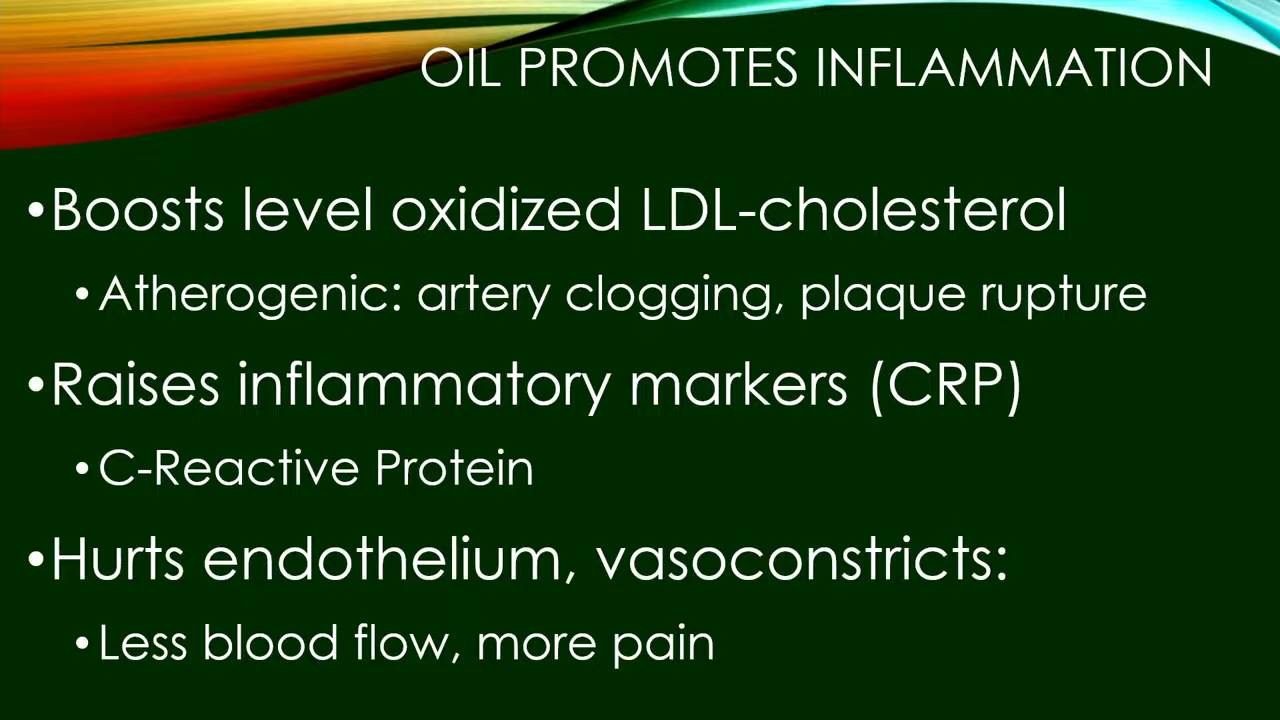 OIL PROMOTES INFLAMMATION
•Boosts level oxidized LDL-cholesterol
•Atherogenic: artery clogging, plaque rupture
•Raises inflammatory markers (CRP)
•C-Reactive Protein
•Hurts endothelium, vasoconstricts:
•Less blood flow, more pain